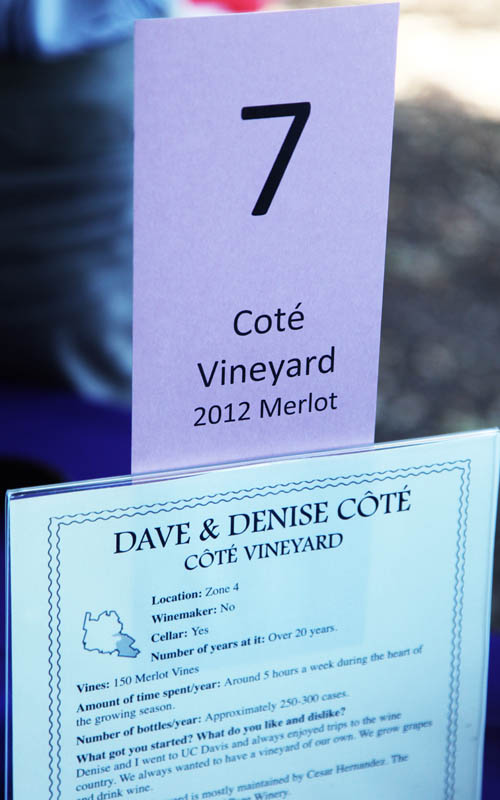 7
Coté
Vineyard
2012 Merlot
DAVE & DENISE CÔTÉ
CÔTÉ VINEYARD
Location: Zone 4
Winemaker: No
Cellar: Yes
Number of years at it: Over 20 years.
Vines: 150 Merlot Vines
Amount of time spent/year: Around 5 hours a week during the heart of
the growing season.
Number of bottles/year: Approximately 250-300 cases.
What got you started? What do you like and dislike?
Denise and I went to UC Davis and always enjoyed trips to the wine
country. We always wanted to have a vineyard of our own. We grow grapes
and drink wine.
and is mostly maintained by Cesar Hernandez. The
Winery.